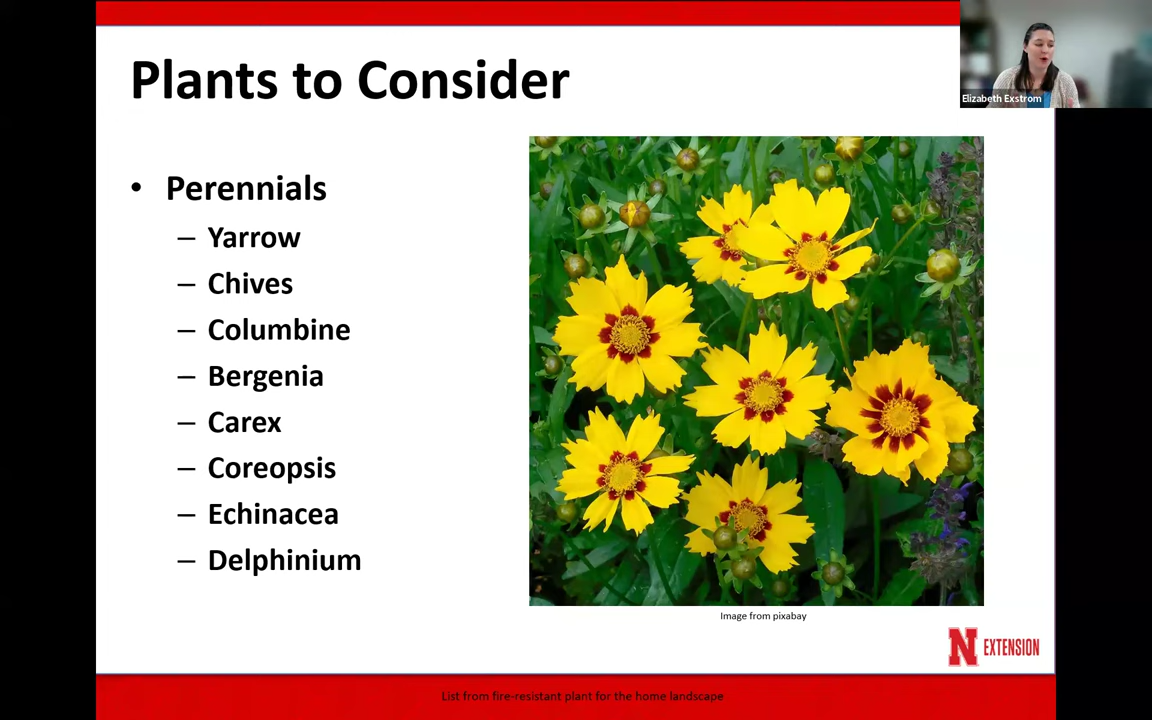 Plants to Consider
Elizabeth Exstrom
• Perennials
– Yarrow
– Chives
– Columbine
– Bergenia
– Carex
– Coreopsis
– Echinacea
– Delphinium
Image from pixabay
N EXTENSION
List from fire-resistant plant for the home landscape